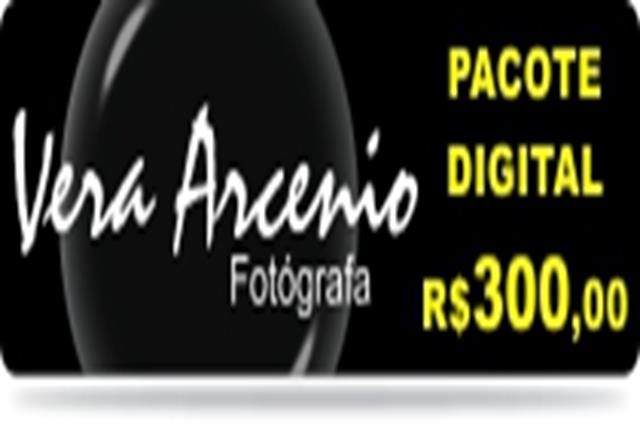 Vera Arcenio
Fotógrafa
PACOTE
DIGITAL
R$300,00